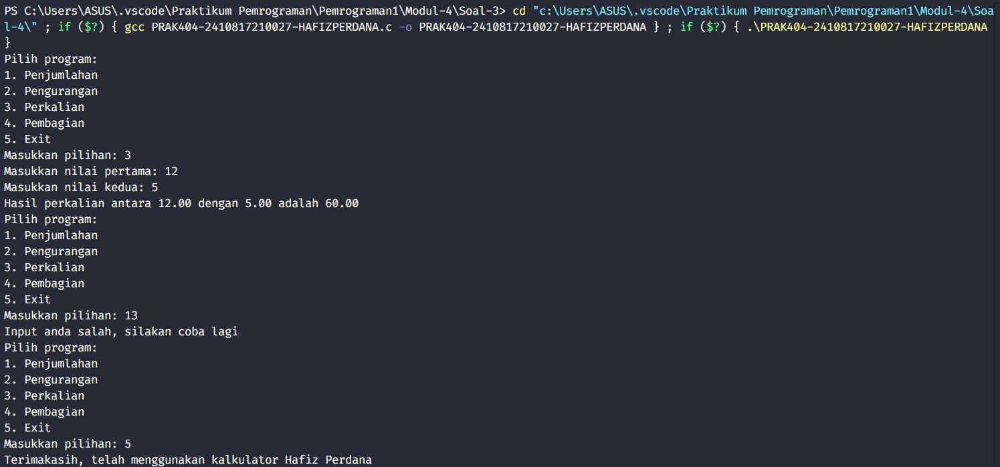 PS C:\Users\ASUS\.vscode\Praktikum Pemrograman\Pemrograman1\Modul-4\Soal-3> cd "c:\Users\ASUS\.vscode\Praktikum Pemrograman\Pemrograman1\Modul-4\Soa
l-4\" ; if ($?) { gcc PRAK404-2410817210027-HAFIZPERDANA.c -o PRAK404-2410817210027-HAFIZPERDANA } ; if ($?) { .\PRAK404-2410817210027-HAFIZPERDANA
}
Pilih program:
1. Penjumlahan
2. Pengurangan
3. Perkalian
4. Pembagian
5. Exit
Masukkan pilihan: 3
Masukkan nilai pertama: 12
Masukkan nilai kedua: 5
Hasil perkalian antara 12.00 dengan 5.00 adalah 60.00
Pilih program:
1. Penjumlahan
2. Pengurangan
3. Perkalian
4. Pembagian
5. Exit
Masukkan pilihan: 13
Input anda salah, silakan coba lagi
Pilih program:
1. Penjumlahan
2. Pengurangan
3. Perkalian
4. Pembagian
5. Exit
Masukkan pilihan: 5
Terimakasih, telah menggunakan kalkulator Hafiz Perdana